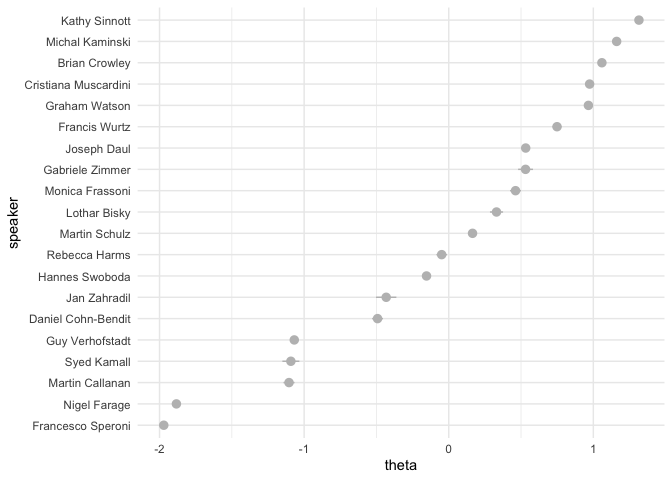 Kathy Sinnott
Michal Kaminski
Brian Crowley
Cristiana Muscardini
Graham Watson
Francis Wurtz
Joseph Daul
Gabriele Zimmer
Monica Frassoni
Lothar Bisky
Martin Schulz
Rebecca Harms
Hannes Swoboda
Jan Zahradil
Daniel Cohn-Bendit
Guy Verhofstadt
Syed Kamall
Martin Callanan
Nigel Farage
Francesco Speroni
speaker
-2 -1 0 1
theta